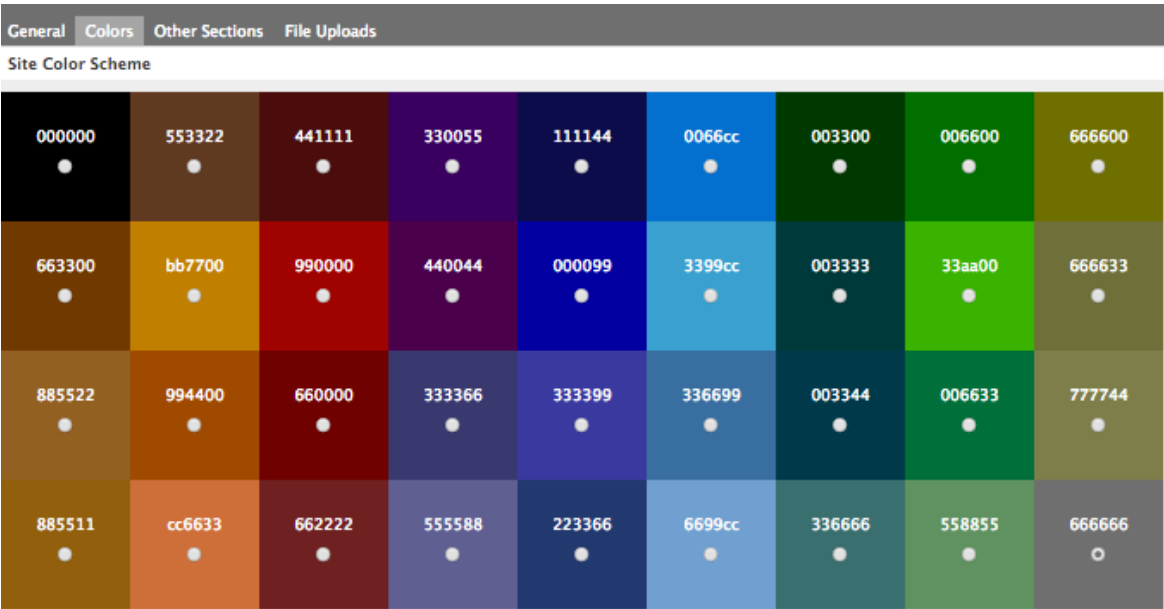 General Colors Other Sections File Uploads
Site Color Scheme
000000 553322 441111 330055 111144 0066cc 003300 006600 666600
663300 bb7700 990000 440044 000099 3399cc 003333 33aa00 666633
885522 994400 660000 333366 333399 336699 003344 006633 777744
885511 cc6633 662222 555588 223366 6699cc 336666 558855 666666